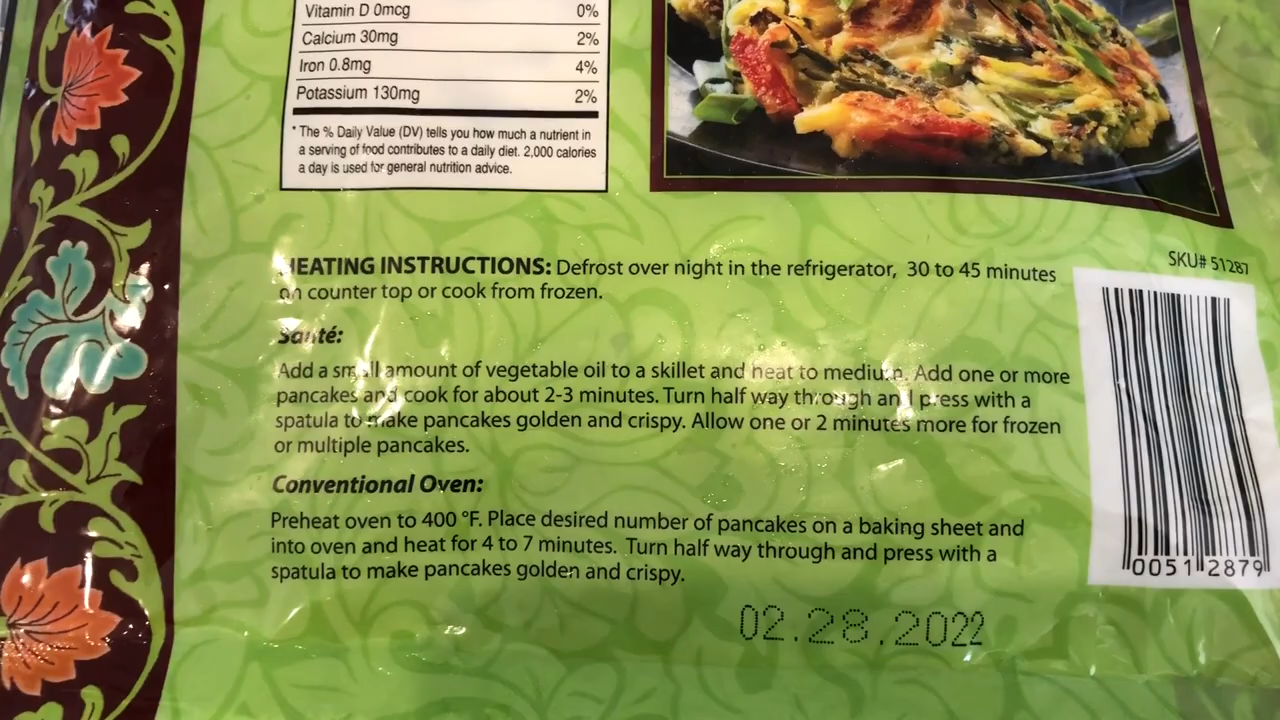 Vitamin D 0mcg 0%
Calcium 30mg 2%
Iron 0.8mg 4%
Potassium 130mg 2%
* The % Daily Value (DV) tells you how much a nutrient in
a serving of food contributes to a daily diet. 2,000 calories
a day is used for general nutrition advice.
SKU# 51287
HEATING INSTRUCTIONS: Defrost over night in the refrigerator, 30 to 45 minutes
on counter top or cook from frozen.
Sauté:
Add a small amount of vegetable oil to a skillet and heat to medium. Add one or more
pancakes and cook for about 2-3 minutes. Turn half way through and press with a
spatula to make pancakes golden and crispy. Allow one or 2 minutes more for frozen
or multiple pancakes.
Conventional Oven:
Preheat oven to 400 °F. Place desired number of pancakes on a baking sheet and
into oven and heat for 4 to 7 minutes. Turn half way through and press with a
spatula to make pancakes golden and crispy.
0051 2879
02.28.2022